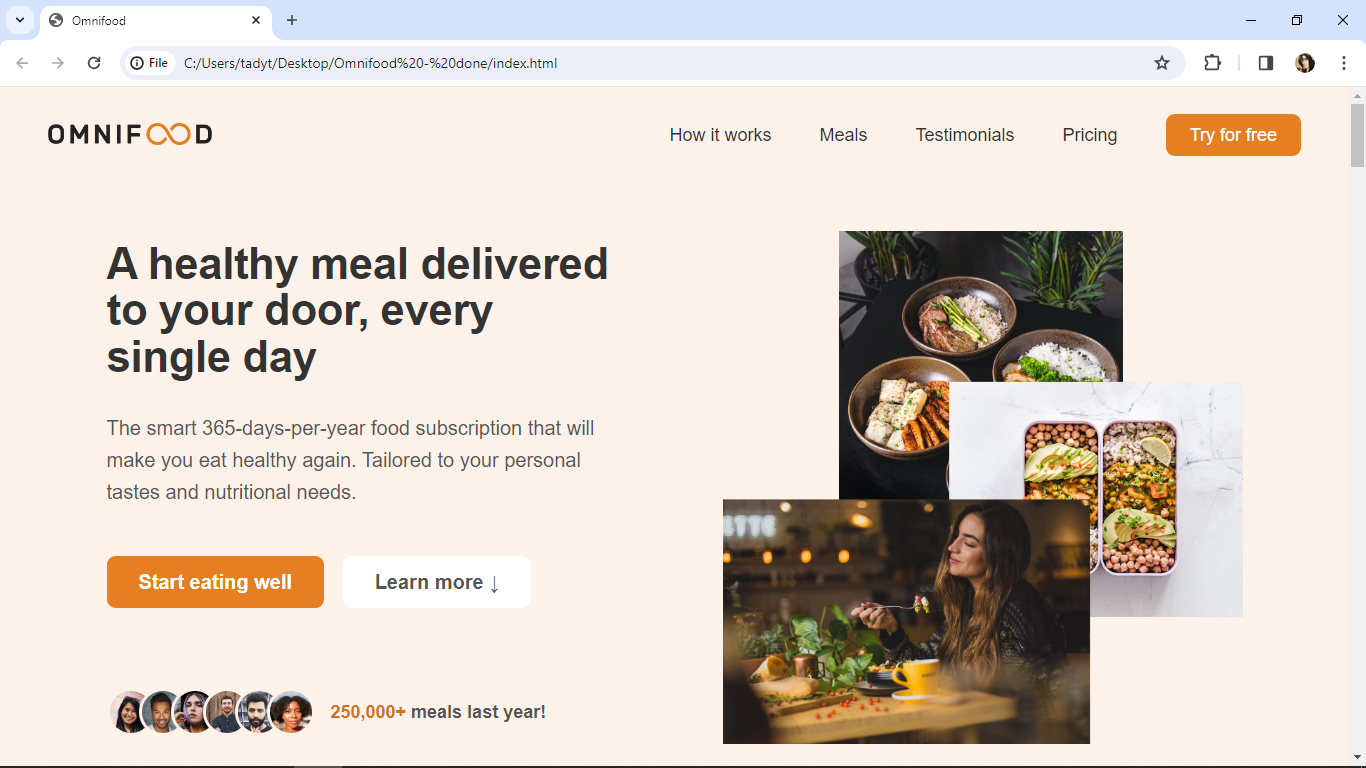 Omnifood
File
C:/Users/tadyt/Desktop/Omnifood%20-%20done/index.html
OMNIFOOD
How it works
Meals
Testimonials
Pricing
Try for free
A healthy meal delivered
to your door, every
single day
The smart 365-days-per-year food subscription that will
make you eat healthy again. Tailored to your personal
tastes and nutritional needs.
Start eating well
Learn more ↓
250,000+ meals last year!